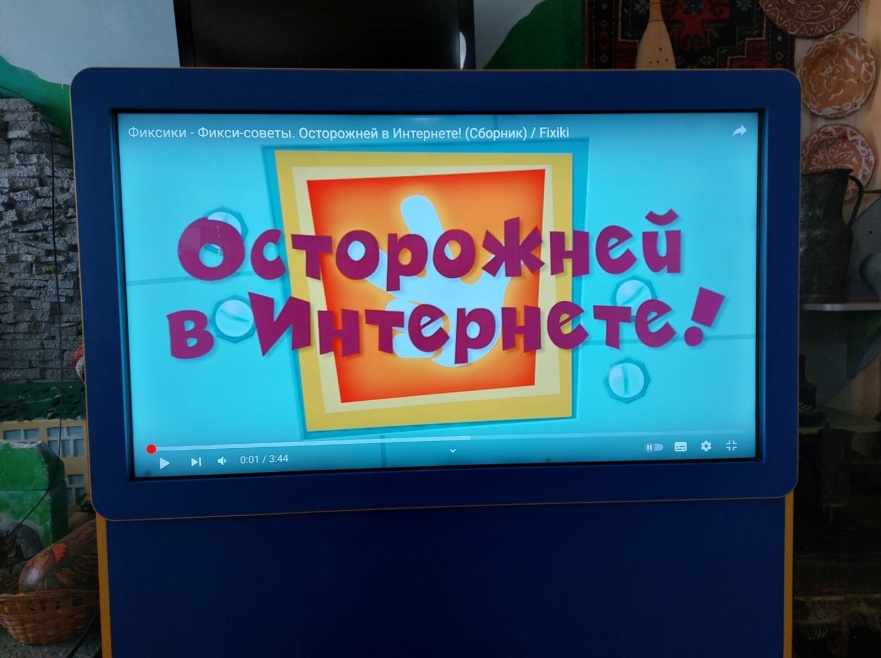 Фиксики - Фикси-советы. Осторожней в Интернете! (Сборник) / Fixiki
Осторожней
в Интернете!
0:01 / 3:44